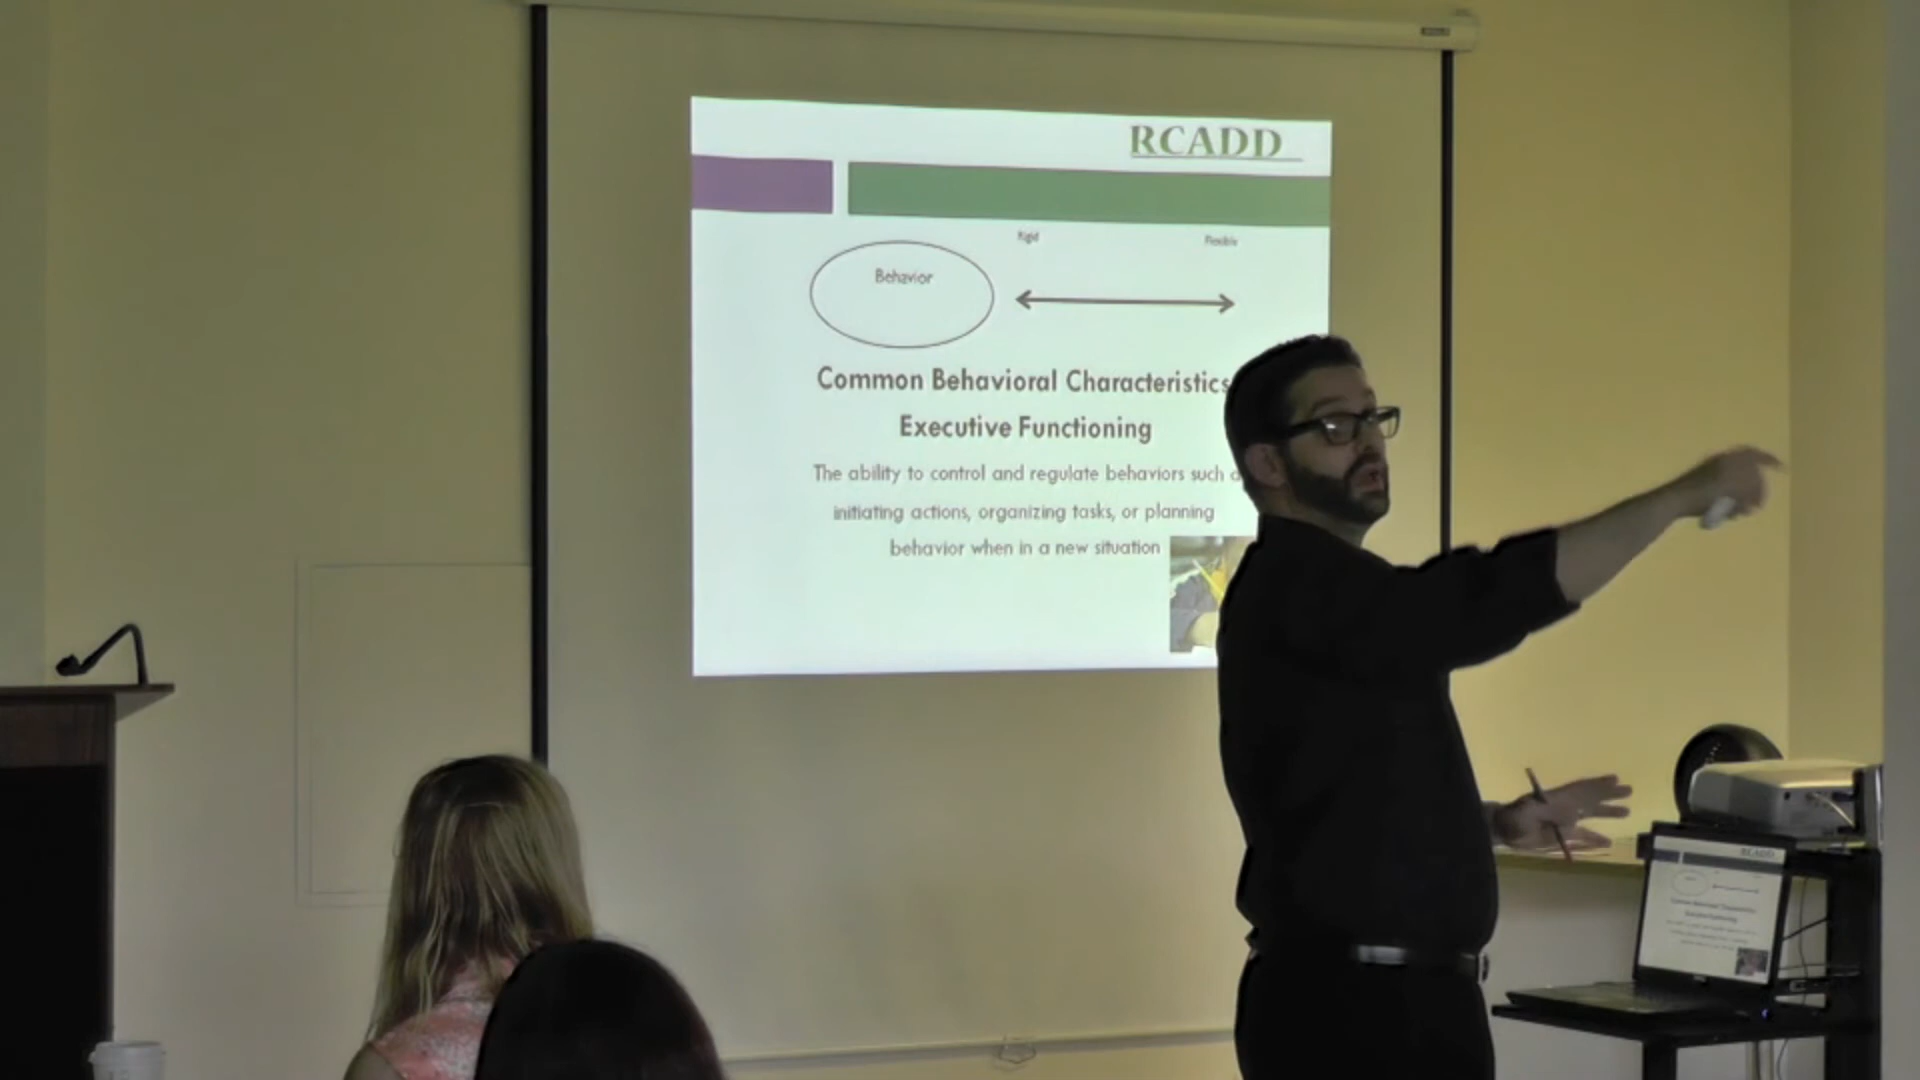 RCADD
Rigid Flexible
Behavior
Common Behavioral Characteristics
Executive Functioning
The ability to control and regulate behaviors such
initiating actions, organizing tasks, or planning
behavior when in a new situation
RCADD